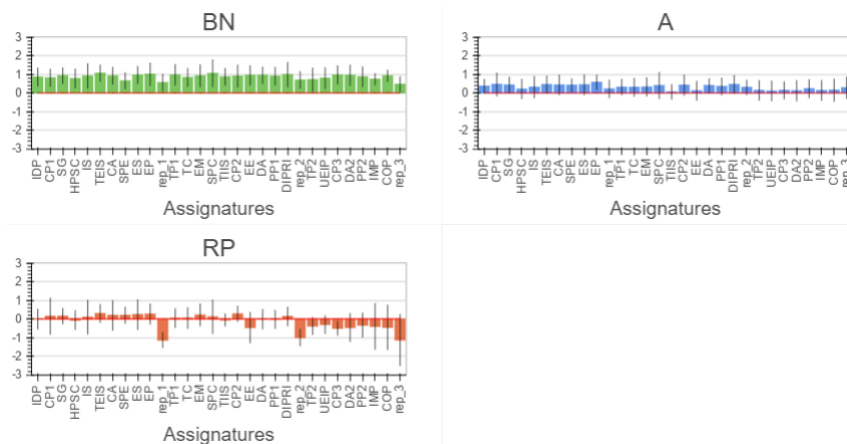 BN
3
2
1
0
-1
-2
-3
IDP CP1 SG HPSC IS TEIS CA SPE ES EP rep_1 TP1 TC EM SPC TIIS CP2 EE DA PP1 DIPRI rep_2 TP2 UEIP CP3 DA2 PP2 IMP COP rep_3
Assignatures
A
3
2
1
0
-1
-2
-3
IDP CP1 SG HPSC IS TEIS CA SPE ES EP rep_1 TP1 TC EM SPC TIIS CP2 EE DA PP1 DIPRI rep_2 TP2 UEIP CP3 DA2 PP2 IMP COP rep_3
Assignatures
RP
3
2
1
0
-1
-2
-3
IDP CP1 SG HPSC IS TEIS CA SPE ES EP rep_1 TP1 TC EM SPC TIIS CP2 EE DA PP1 DIPRI rep_2 TP2 UEIP CP3 DA2 PP2 IMP COP rep_3
Assignatures